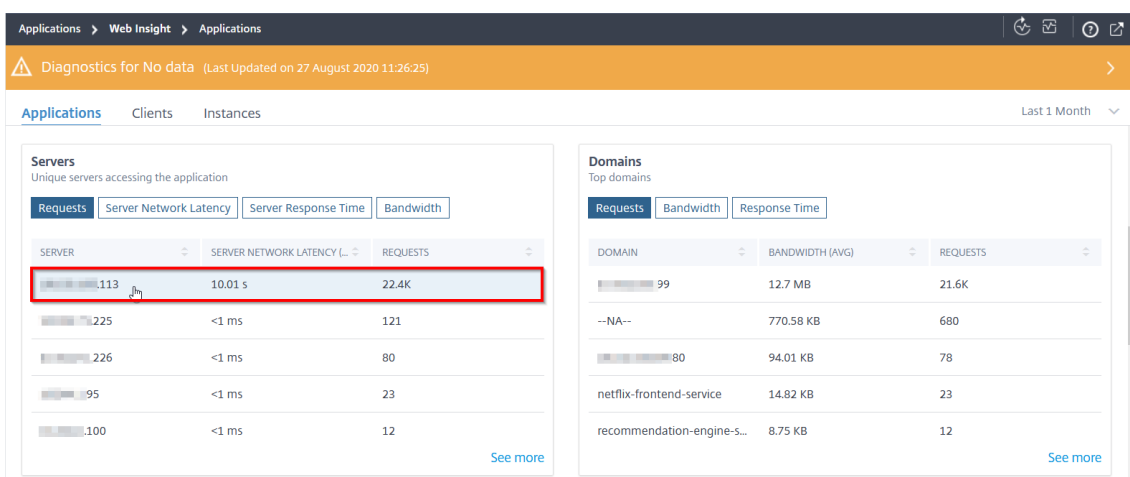 Applications > Web Insight > Applications
Diagnostics for No data (Last Updated on 27 August 2020 11:26:25)
Applications Clients Instances Last 1 Month
Servers
Unique servers accessing the application
Requests Server Network Latency Server Response Time Bandwidth
SERVER SERVER NETWORK LATENCY (... REQUESTS
.113 10.01 s 22.4K
.225 <1 ms 121
.226 <1 ms 80
95 <1 ms 23
.100 <1 ms 12
See more
Domains
Top domains
Requests Bandwidth Response Time
DOMAIN BANDWIDTH (AVG) REQUESTS
99 12.7 MB 21.6K
--NA-- 770.58 KB 680
80 94.01 KB 78
netflix-frontend-service 14.82 KB 23
recommendation-engine-s... 8.75 KB 12
See more